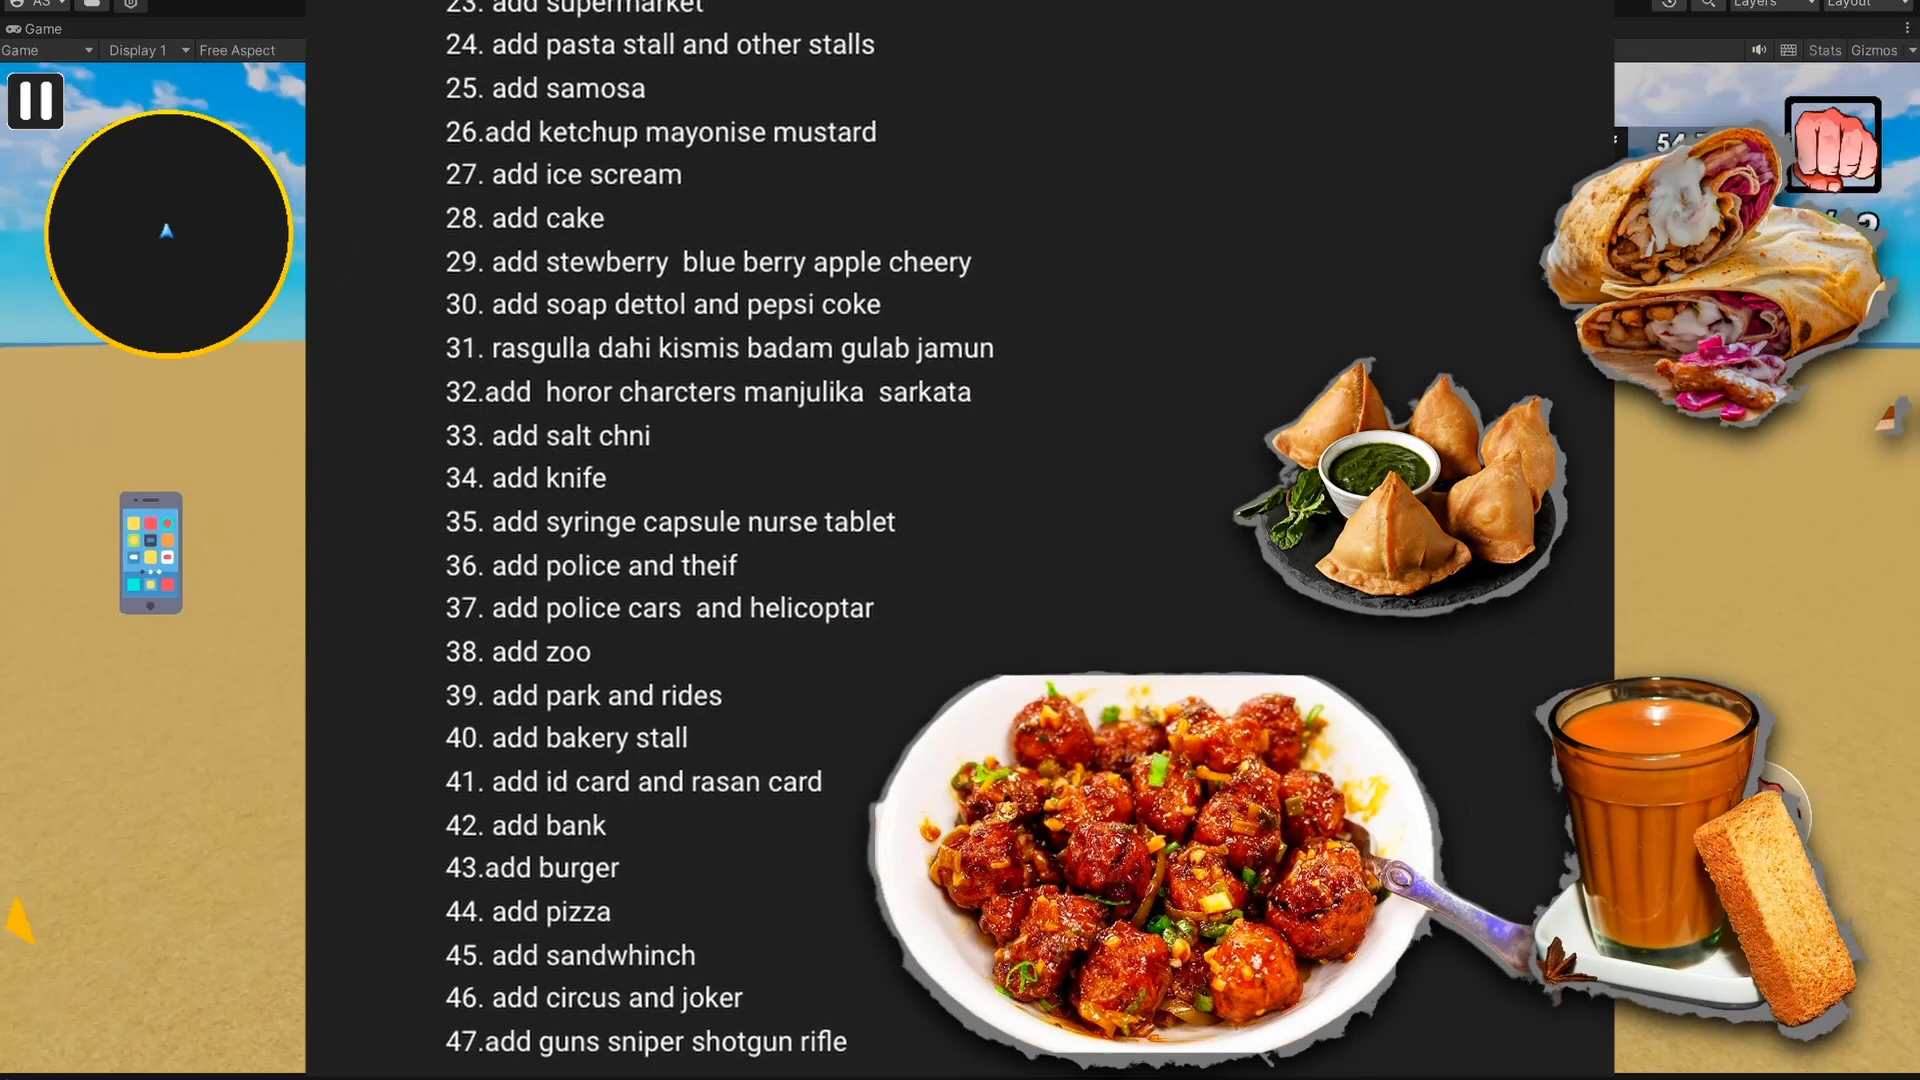 AS
Layers
Layout
Game
Game
Display 1
Free Aspect
Stats
Gizmos
23. add supermarket
24. add pasta stall and other stalls
25. add samosa
26.add ketchup mayonise mustard
27. add ice scream
28. add cake
29. add stewberry  blue berry apple cheery
30. add soap dettol and pepsi coke
31. rasgulla dahi kismis badam gulab jamun
32.add  horor charcters manjulika  sarkata
33. add salt chni
34. add knife
35. add syringe capsule nurse tablet
36. add police and theif
37. add police cars  and helicoptar
38. add zoo
39. add park and rides
40. add bakery stall
41. add id card and rasan card
42. add bank
43.add burger
44. add pizza
45. add sandwhinch
46. add circus and joker
47.add guns sniper shotgun rifle